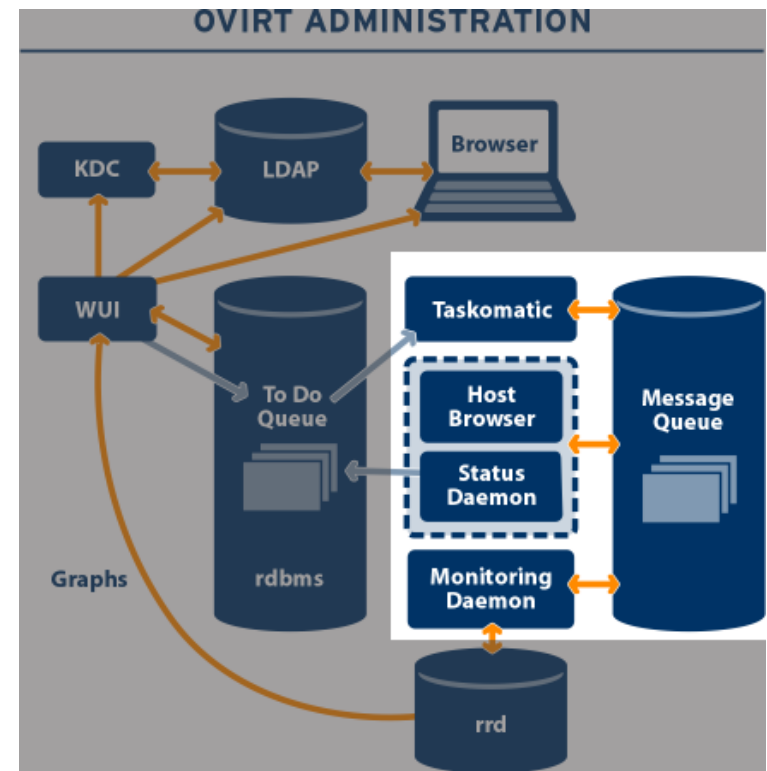 OVIRT ADMINISTRATION
KDC
LDAP
Browser
WUI
To Do
Queue
rdbms
Taskomatic
Host
Browser
Status
Daemon
Monitoring
Daemon
Message
Queue
Graphs
rrd